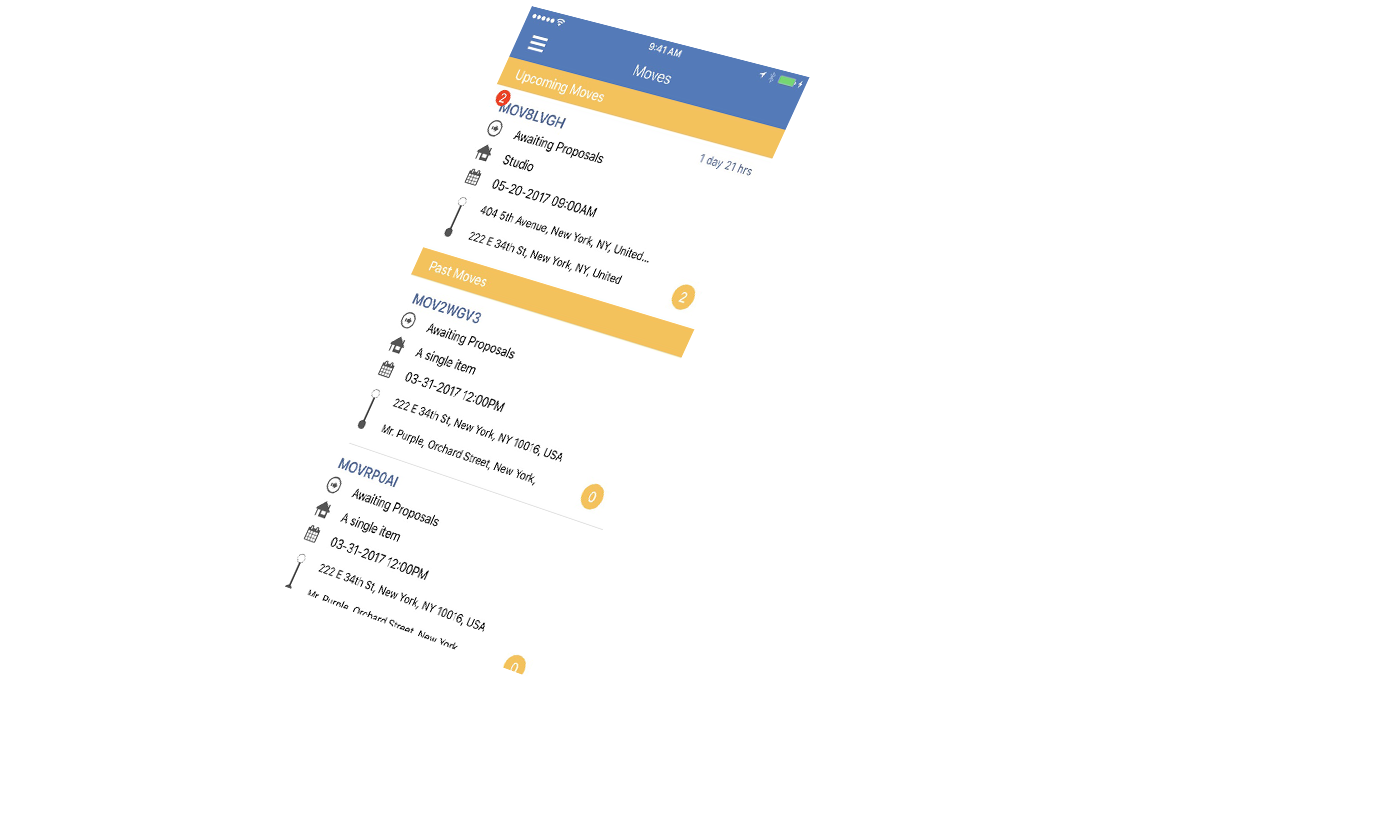 9:41 AM
Moves
Upcoming Moves
2
MOV8LVGH
1 day 21 hrs
Awaiting Proposals
Studio
05-20-2017 09:00AM
404 5th Avenue, New York, NY, United...
222 E 34th St, New York, NY, United
2
Past Moves
MOV2WGV3
Awaiting Proposals
A single item
03-31-2017 12:00PM
222 E 34th St, New York, NY 10016, USA
Mr. Purple, Orchard Street, New York,
0
MOVRP0AI
Awaiting Proposals
A single item
03-31-2017 12:00PM
222 E 34th St, New York, NY 10016, USA
Mr. Purple, Orchard Street, New York
0